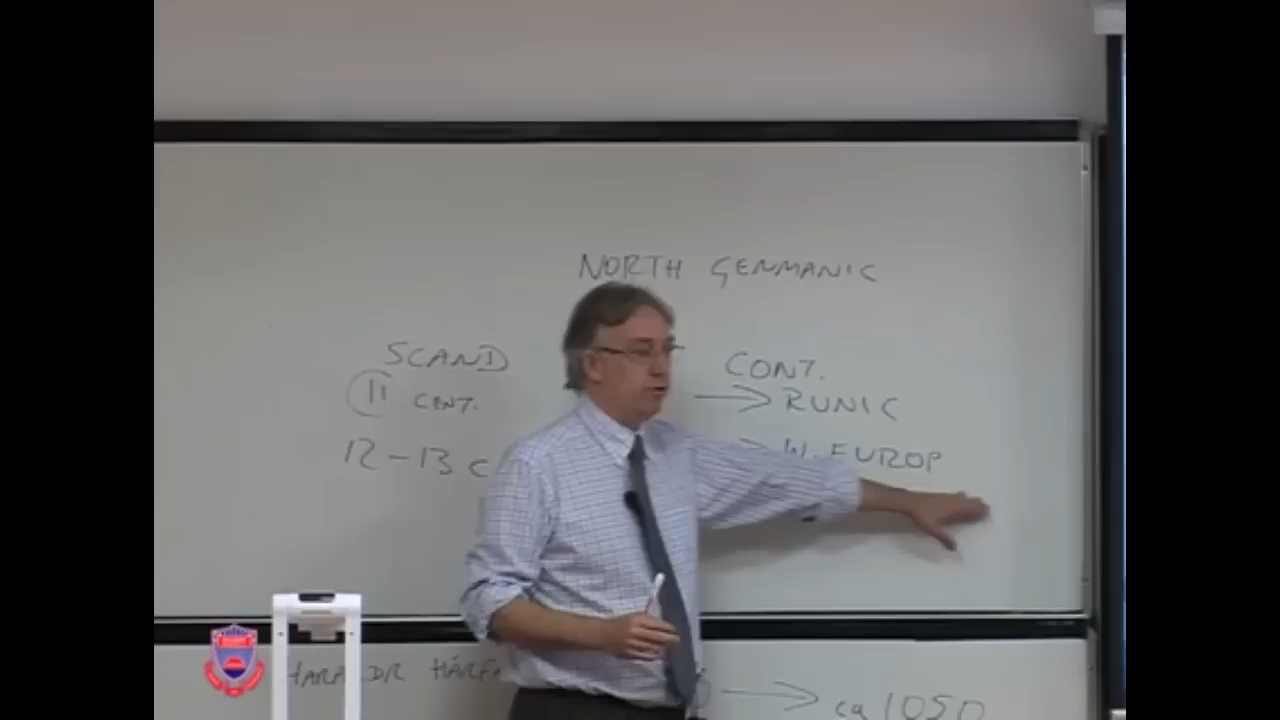 NORTH GERMANIC
SCAND CONT.
11 CENT. → RUNIC
12-13 C → W. EUROP
HARALDR HÁRFA → ca 1050